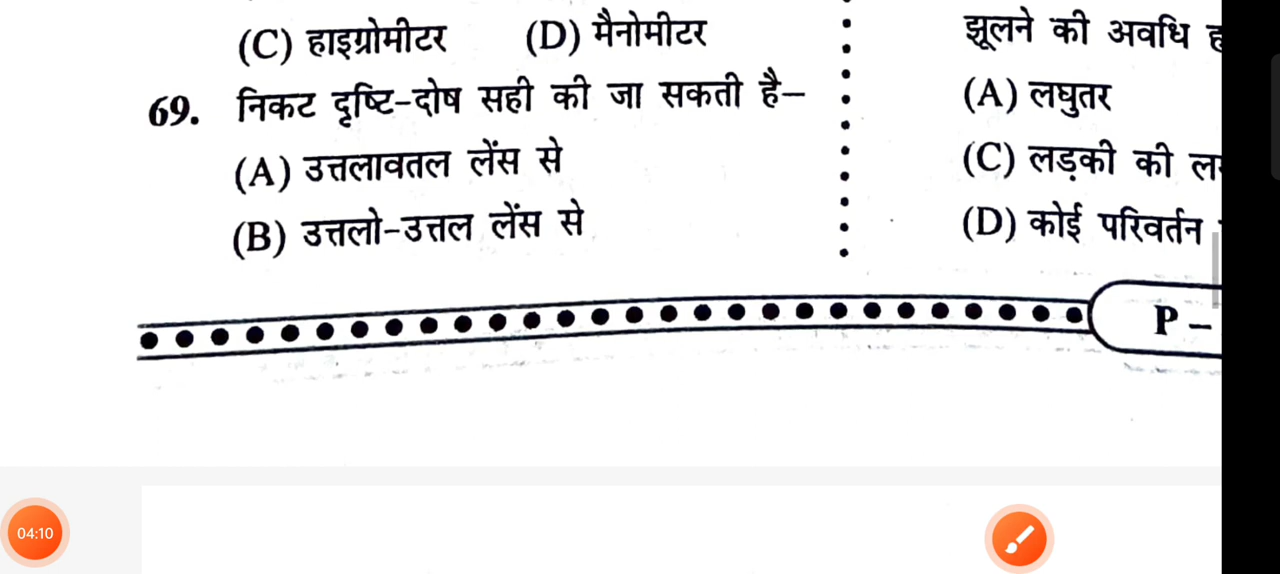 (C) हाइग्रोमीटर (D) मैनोमीटर
69. निकट दृष्टि-दोष सही की जा सकती है–
(A) उत्तलावतल लेंस से
(B) उत्तलो-उत्तल लेंस से
झूलने की अवधि
(A) लघुतर
(C) लड़की की
(D) कोई परिवर्तन
P –
04:10